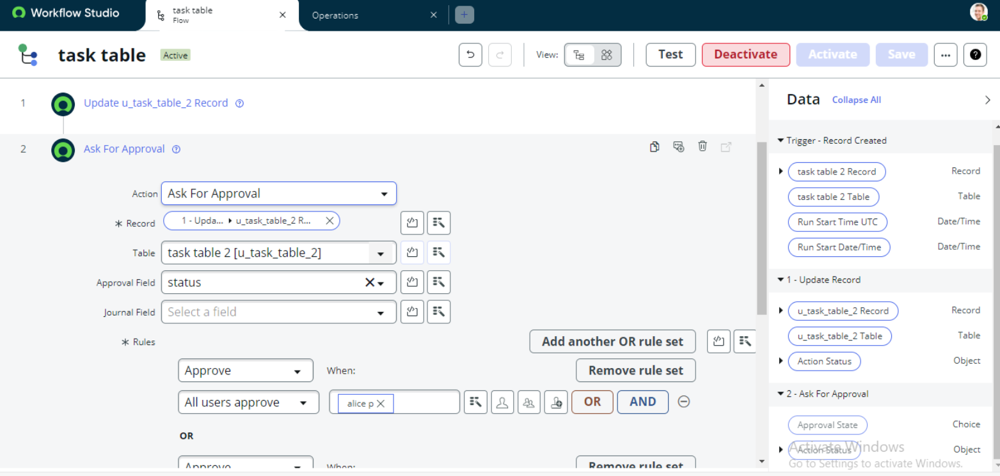 Workflow Studio
task table
Flow
Operations
task table
Active
View:
Test
Deactivate
Activate
Save
1
Update u_task_table_2 Record
2
Ask For Approval
Action
Ask For Approval
* Record
1 - Upda... ▸ u_task_table_2 R...
Table
task table 2 [u_task_table_2]
Approval Field
status
Journal Field
Select a field
* Rules
Add another OR rule set
Approve
When:
Remove rule set
All users approve
alice p
OR
AND
OR
Approve
When:
Remove rule set
Data
Collapse All
Trigger - Record Created
task table 2 Record
Record
task table 2 Table
Table
Run Start Time UTC
Date/Time
Run Start Date/Time
Date/Time
1 - Update Record
u_task_table_2 Record
Record
u_task_table_2 Table
Table
Action Status
Object
2 - Ask For Approval
Approval State
Choice
Action Status
Object
Activate Windows
Go to Settings to activate Windows.